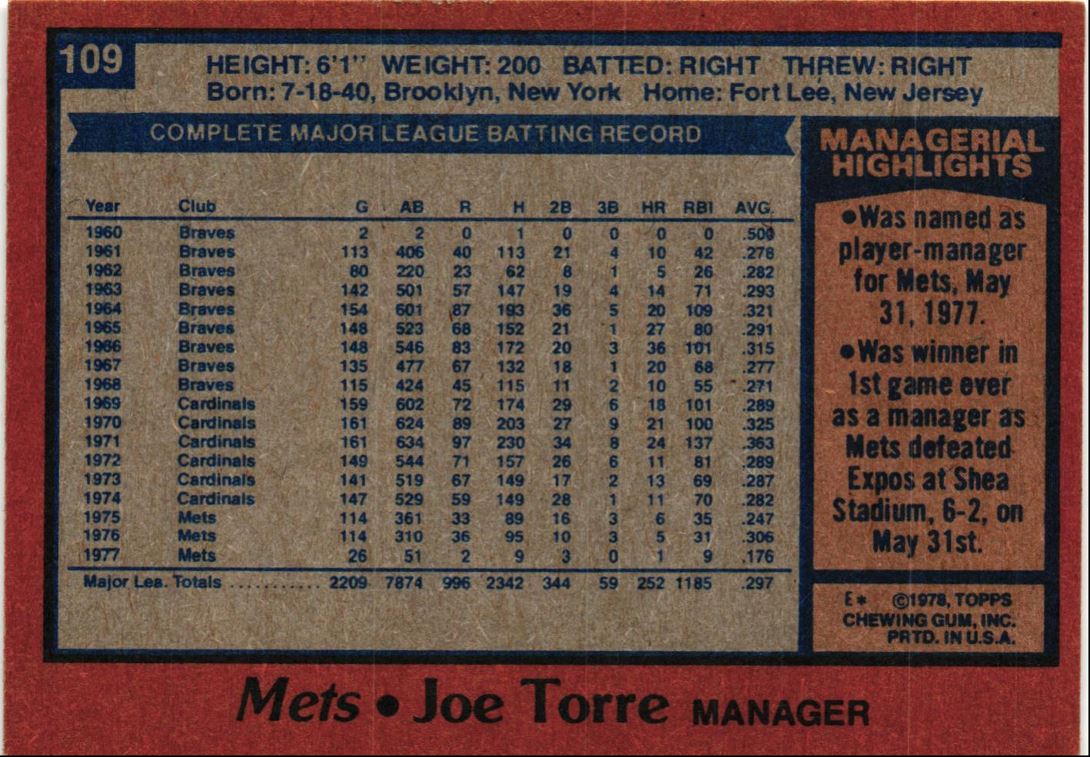 109
HEIGHT: 6'1" WEIGHT: 200 BATTED: RIGHT THREW: RIGHT
Born: 7-18-40, Brooklyn, New York Home: Fort Lee, New Jersey
COMPLETE MAJOR LEAGUE BATTING RECORD
Year Club G AB R H 2B 3B HR RBI AVG.
1960 Braves 2 2 0 1 0 0 0 0 .500
1961 Braves 113 406 40 113 21 4 10 42 .278
1962 Braves 80 220 23 62 8 1 5 26 .282
1963 Braves 142 501 57 147 19 4 14 71 .293
1964 Braves 154 601 87 193 36 5 20 109 .321
1965 Braves 148 523 68 152 21 1 27 80 .291
1966 Braves 148 546 83 172 20 3 36 101 .315
1967 Braves 135 477 67 132 18 1 20 68 .277
1968 Braves 115 424 45 115 11 2 10 55 .271
1969 Cardinals 159 602 72 174 29 6 18 101 .289
1970 Cardinals 161 624 89 203 27 9 21 100 .325
1971 Cardinals 161 634 97 230 34 8 24 137 .363
1972 Cardinals 149 544 71 157 26 6 11 81 .289
1973 Cardinals 141 519 67 149 17 2 13 69 .287
1974 Cardinals 147 529 59 149 28 1 11 70 .282
1975 Mets 114 361 33 89 16 3 6 35 .247
1976 Mets 114 310 36 95 10 3 5 31 .306
1977 Mets 26 51 2 9 3 0 1 9 .176
Major Lea. Totals ........... 2209 7874 996 2342 344 59 252 1185 .297
MANAGERIAL
HIGHLIGHTS
•Was named as
player-manager
for Mets, May
31, 1977.
•Was winner in
1st game ever
as a manager as
Mets defeated
Expos at Shea
Stadium, 6-2, on
May 31st.
E* ©1978, TOPPS
CHEWING GUM, INC.
PRTD. IN U.S.A.
Mets • Joe Torre MANAGER